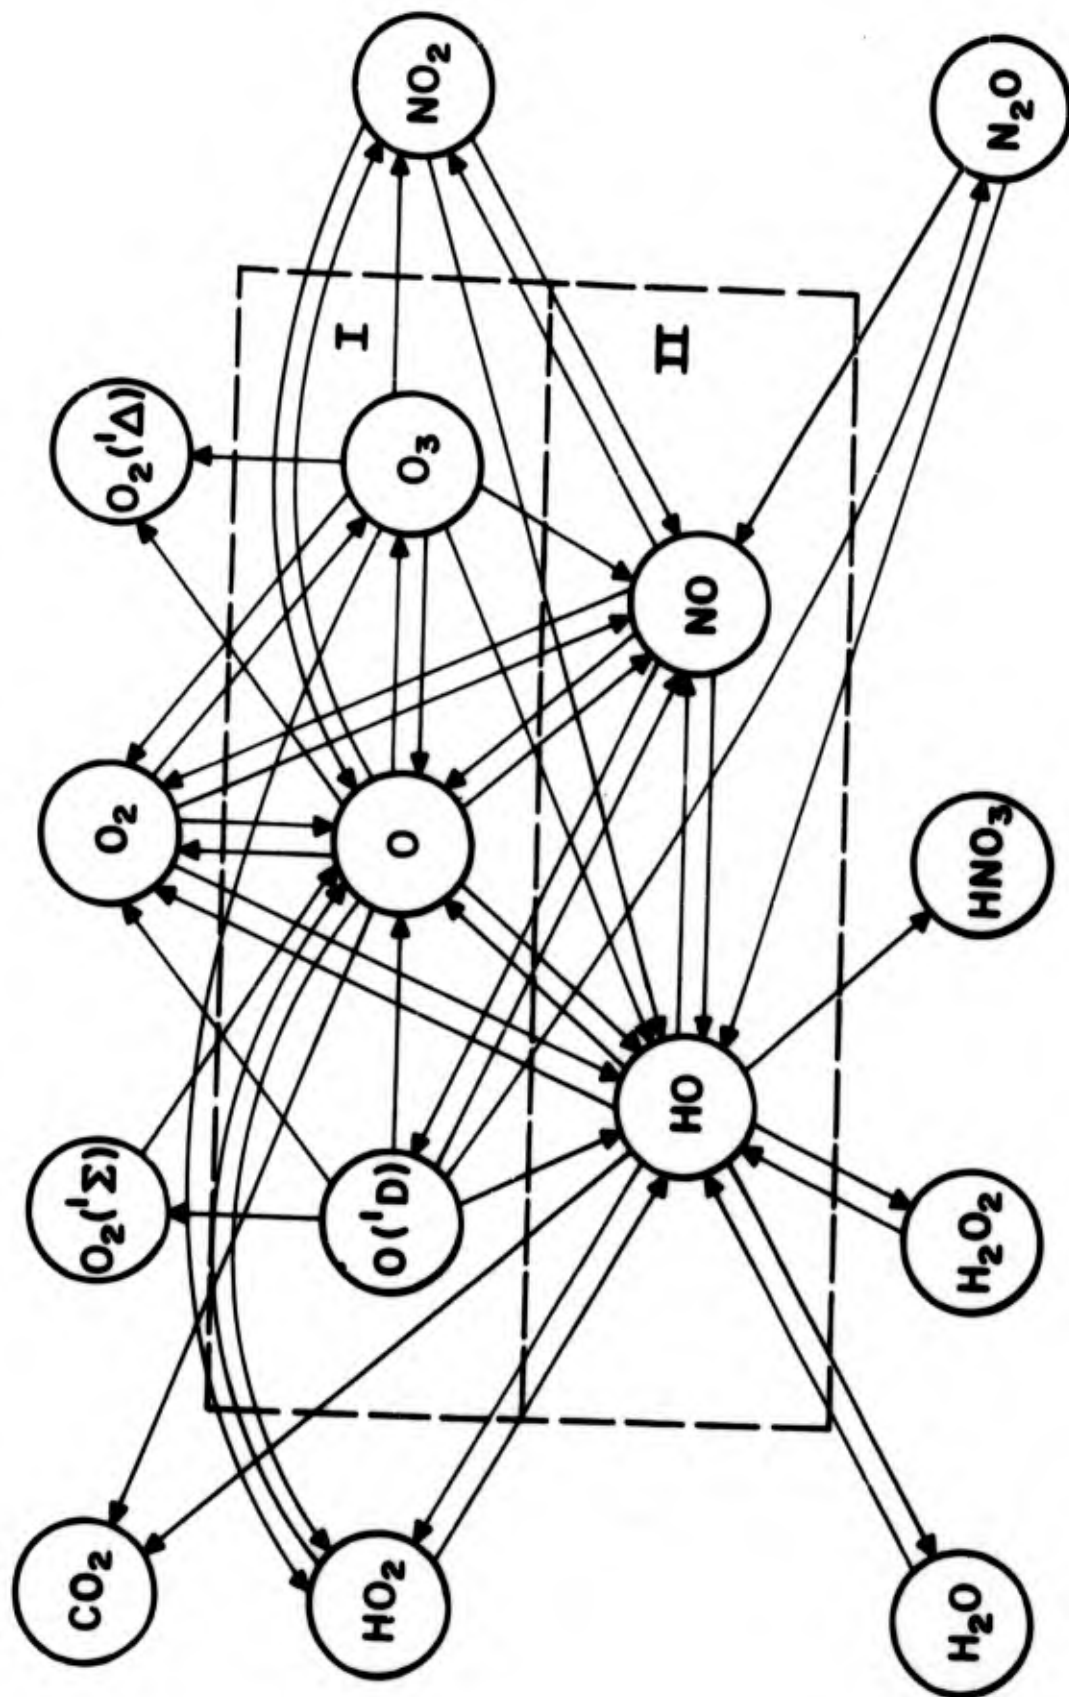 CO₂
O₂(¹Σ)
O₂
O₂(¹Δ)
HO₂
O(¹D)
O
O₃
NO₂
I
II
HO
NO
H₂O
H₂O₂
HNO₃
N₂O